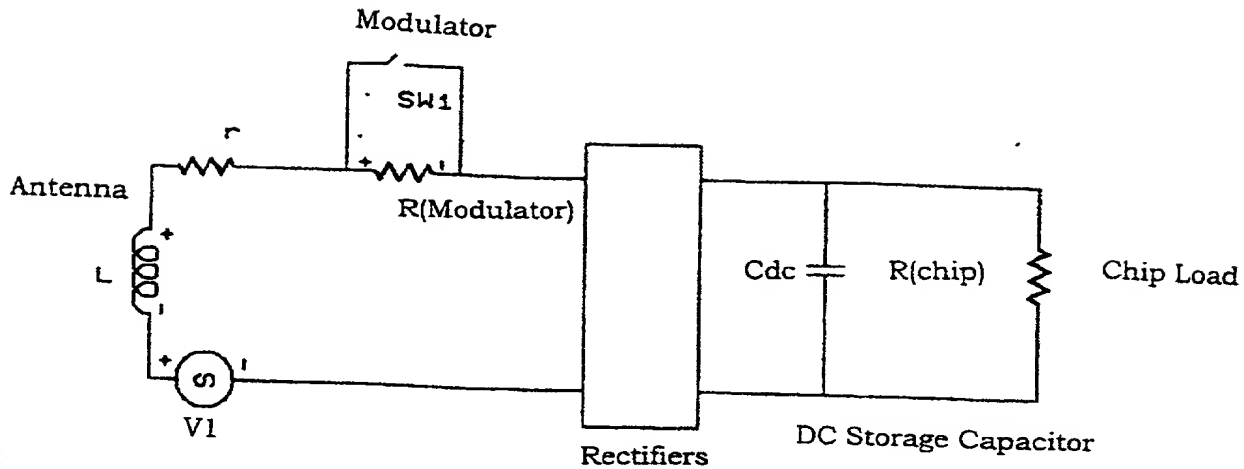 Modulator
SW1
r
Antenna
+ -
R(Modulator)
+
L
Cdc
R(chip)
Chip Load
-
+ -
S
V1
DC Storage Capacitor
Rectifiers